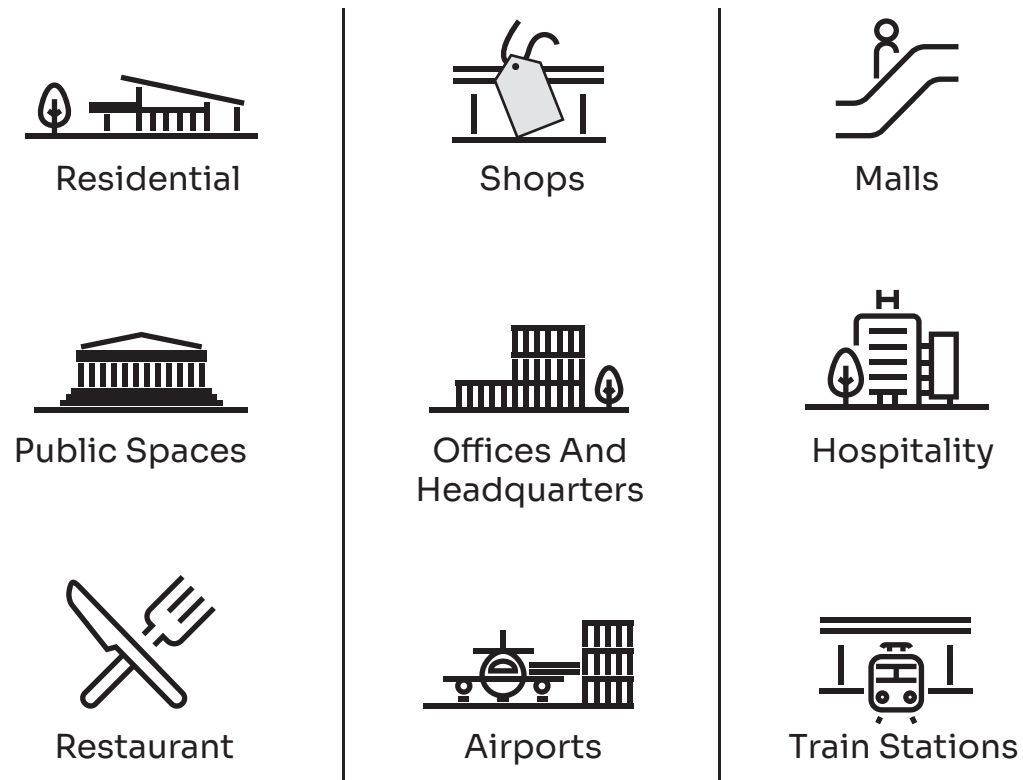 Residential
Shops
Malls
H
Public Spaces
Offices And
Headquarters
Hospitality
Restaurant
Airports
Train Stations